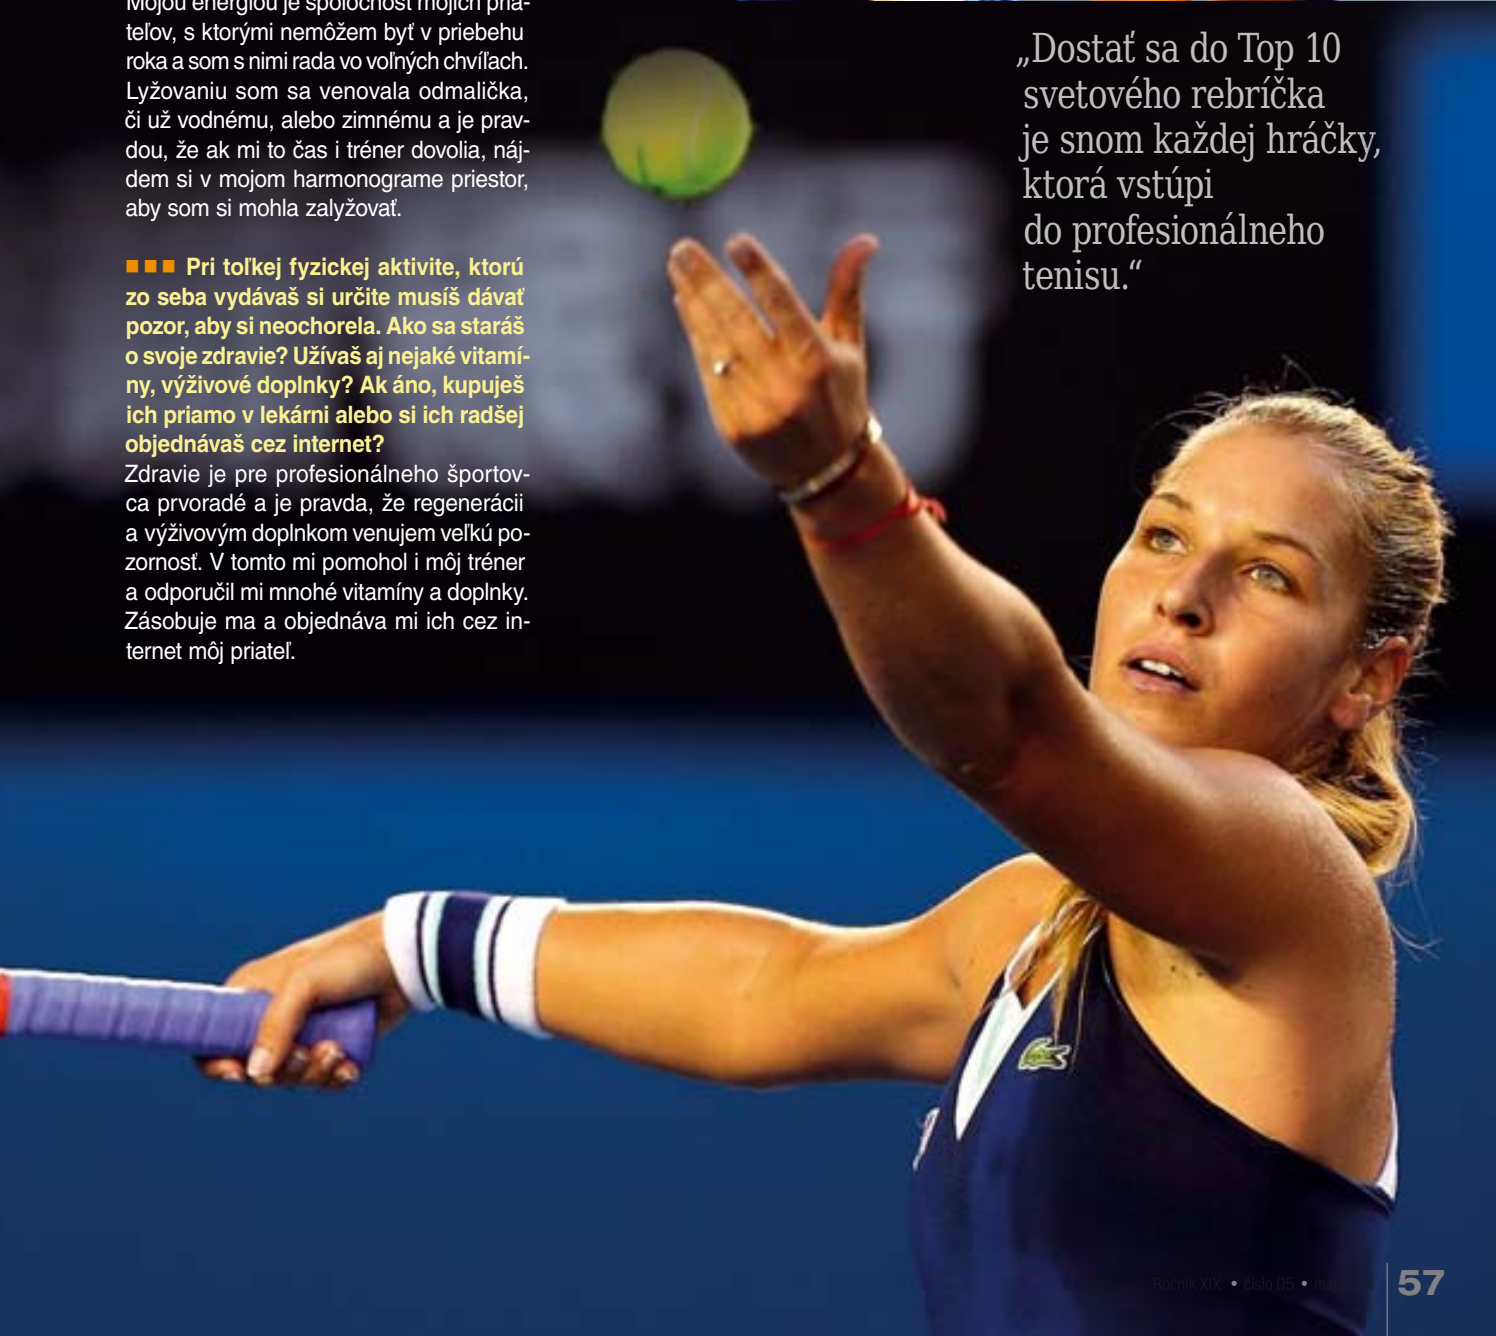 Mojou energiou je spoločnosť mojich pria-
teľov, s ktorými nemôžem byť v priebehu
roka a som s nimi rada vo voľných chvíľach.
Lyžovaniu som sa venovala odmalička,
či už vodnému, alebo zimnému a je prav-
dou, že ak mi to čas i tréner dovolia, náj-
dem si v mojom harmonograme priestor,
aby som si mohla zalyžovať.
■■■ Pri toľkej fyzickej aktivite, ktorú
zo seba vydávaš si určite musíš dávať
pozor, aby si neochorela. Ako sa staráš
o svoje zdravie? Užívaš aj nejaké vitamí-
ny, výživové doplnky? Ak áno, kupuješ
ich priamo v lekárni alebo si ich radšej
objednávaš cez internet?
Zdravie je pre profesionálneho športov-
ca prvoradé a je pravda, že regenerácii
a výživovým doplnkom venujem veľkú po-
zornosť. V tomto mi pomohol i môj tréner
a odporučil mi mnohé vitamíny a doplnky.
Zásobuje ma a objednáva mi ich cez in-
ternet môj priateľ.
„Dostať sa do Top 10
svetového rebríčka
je snom každej hráčky,
ktorá vstúpi
do profesionálneho
tenisu.“
Ročník XIX. • číslo 05 •
57